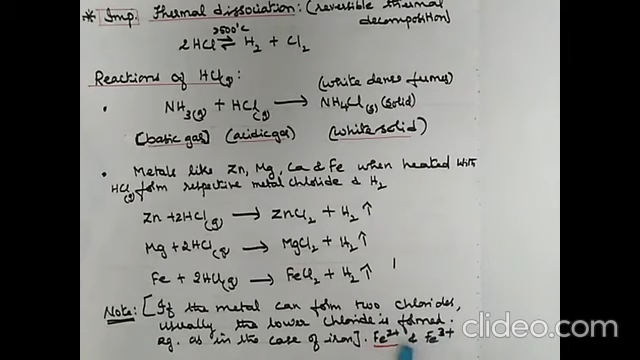 * Imp. Thermal dissociation: (reversible thermal decomposition)
>500°C
2HCl ⇌ H2 + Cl2
Reactions of HCl(g):
(white dense fumes)
• NH3(g) + HCl(g) → NH4Cl(s) (solid)
(basic gas) (acidic gas) (white solid)
• Metals like Zn, Mg, Ca & Fe when heated with
HCl(g) form respective metal chloride & H2
Zn + 2HCl(g) → ZnCl2 + H2↑
Mg + 2HCl(g) → MgCl2 + H2↑
Fe + 2HCl(g) → FeCl2 + H2↑
Note: [If the metal can form two chlorides,
usually the lower chloride is formed.
eg. as in the case of iron]. Fe2+ & Fe3+
clideo.com